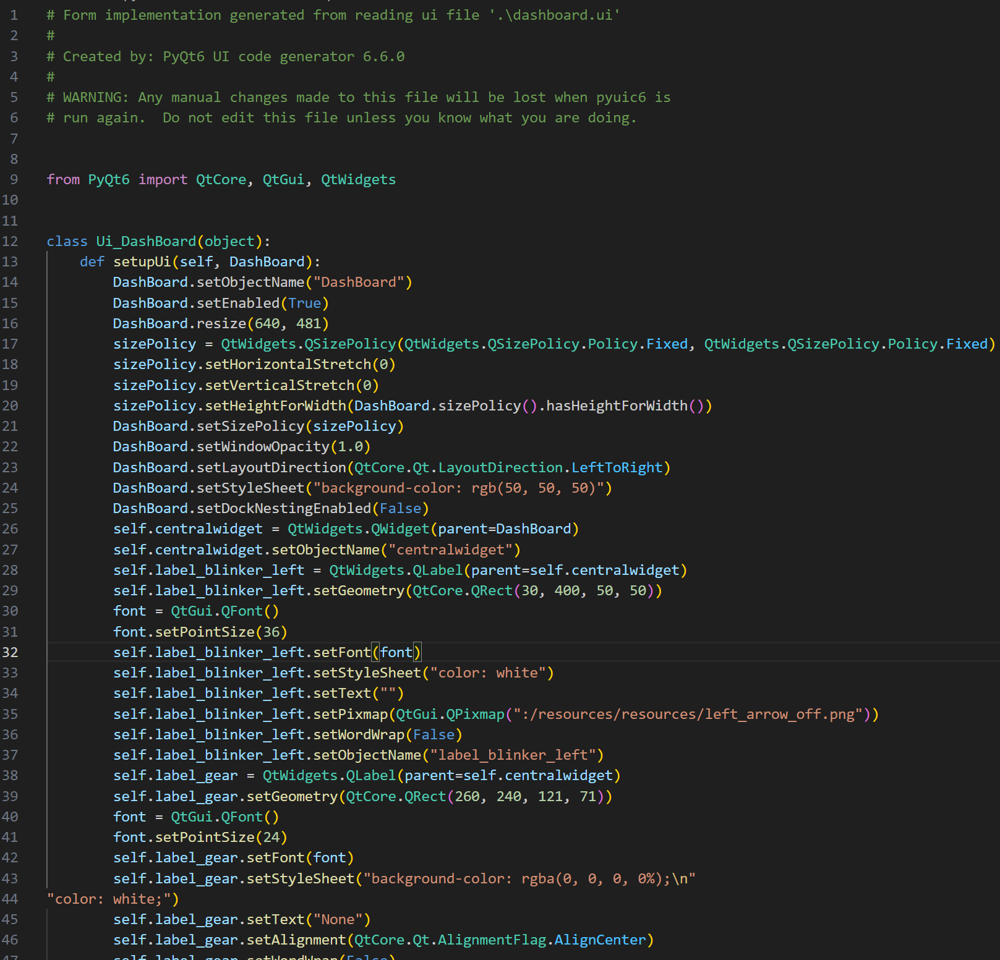 1 # Form implementation generated from reading ui file '.\dashboard.ui'
2 #
3 # Created by: PyQt6 UI code generator 6.6.0
4 #
5 # WARNING: Any manual changes made to this file will be lost when pyuic6 is
6 # run again.  Do not edit this file unless you know what you are doing.
7
8
9 from PyQt6 import QtCore, QtGui, QtWidgets
10
11
12 class Ui_DashBoard(object):
13     def setupUi(self, DashBoard):
14         DashBoard.setObjectName("DashBoard")
15         DashBoard.setEnabled(True)
16         DashBoard.resize(640, 481)
17         sizePolicy = QtWidgets.QSizePolicy(QtWidgets.QSizePolicy.Policy.Fixed, QtWidgets.QSizePolicy.Policy.Fixed)
18         sizePolicy.setHorizontalStretch(0)
19         sizePolicy.setVerticalStretch(0)
20         sizePolicy.setHeightForWidth(DashBoard.sizePolicy().hasHeightForWidth())
21         DashBoard.setSizePolicy(sizePolicy)
22         DashBoard.setWindowOpacity(1.0)
23         DashBoard.setLayoutDirection(QtCore.Qt.LayoutDirection.LeftToRight)
24         DashBoard.setStyleSheet("background-color: rgb(50, 50, 50)")
25         DashBoard.setDockNestingEnabled(False)
26         self.centralwidget = QtWidgets.QWidget(parent=DashBoard)
27         self.centralwidget.setObjectName("centralwidget")
28         self.label_blinker_left = QtWidgets.QLabel(parent=self.centralwidget)
29         self.label_blinker_left.setGeometry(QtCore.QRect(30, 400, 50, 50))
30         font = QtGui.QFont()
31         font.setPointSize(36)
32         self.label_blinker_left.setFont(font)
33         self.label_blinker_left.setStyleSheet("color: white")
34         self.label_blinker_left.setText("")
35         self.label_blinker_left.setPixmap(QtGui.QPixmap(":/resources/resources/left_arrow_off.png"))
36         self.label_blinker_left.setWordWrap(False)
37         self.label_blinker_left.setObjectName("label_blinker_left")
38         self.label_gear = QtWidgets.QLabel(parent=self.centralwidget)
39         self.label_gear.setGeometry(QtCore.QRect(260, 240, 121, 71))
40         font = QtGui.QFont()
41         font.setPointSize(24)
42         self.label_gear.setFont(font)
43         self.label_gear.setStyleSheet("background-color: rgba(0, 0, 0, 0%);\n"
44 "color: white;")
45         self.label_gear.setText("None")
46         self.label_gear.setAlignment(QtCore.Qt.AlignmentFlag.AlignCenter)
47         self.label_gear.setWordWrap(False)